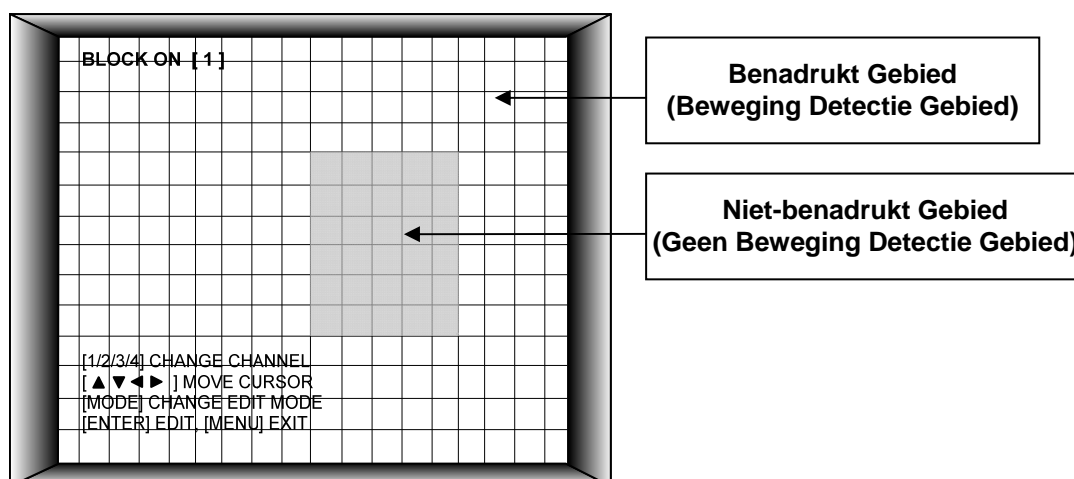 BLOCK ON [ 1 ]
Benadrukt Gebied
(Beweging Detectie Gebied)
Niet-benadrukt Gebied
(Geen Beweging Detectie Gebied)
[1/2/3/4] CHANGE CHANNEL
[ ▲ ▼ ◄ ► ] MOVE CURSOR
[MODE] CHANGE EDIT MODE
[ENTER] EDIT, [MENU] EXIT